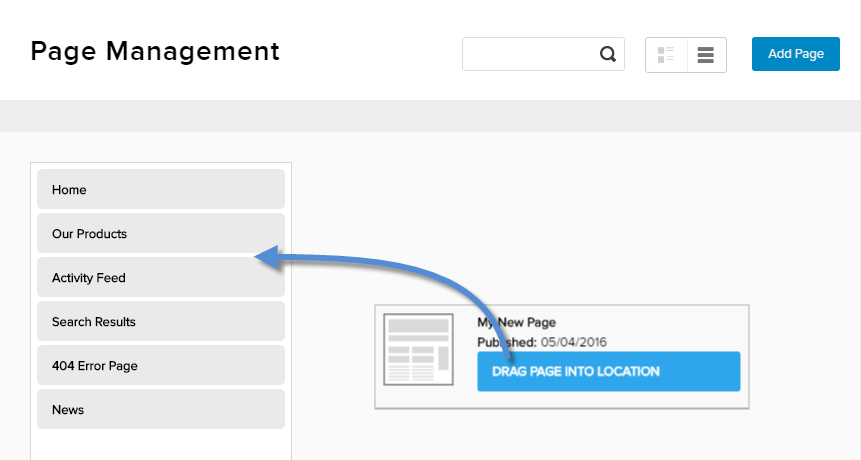 Page Management
Add Page
Home
Our Products
Activity Feed
Search Results
404 Error Page
News
My New Page
Published: 05/04/2016
DRAG PAGE INTO LOCATION